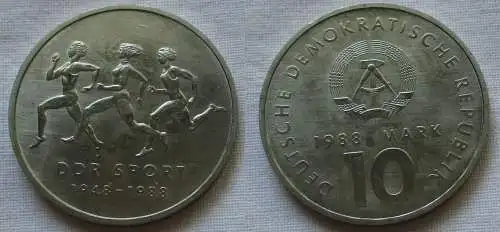 DDR SPORT
1948-1988
DEUTSCHE DEMOKRATISCHE REPUBLIK
1988 MARK
10